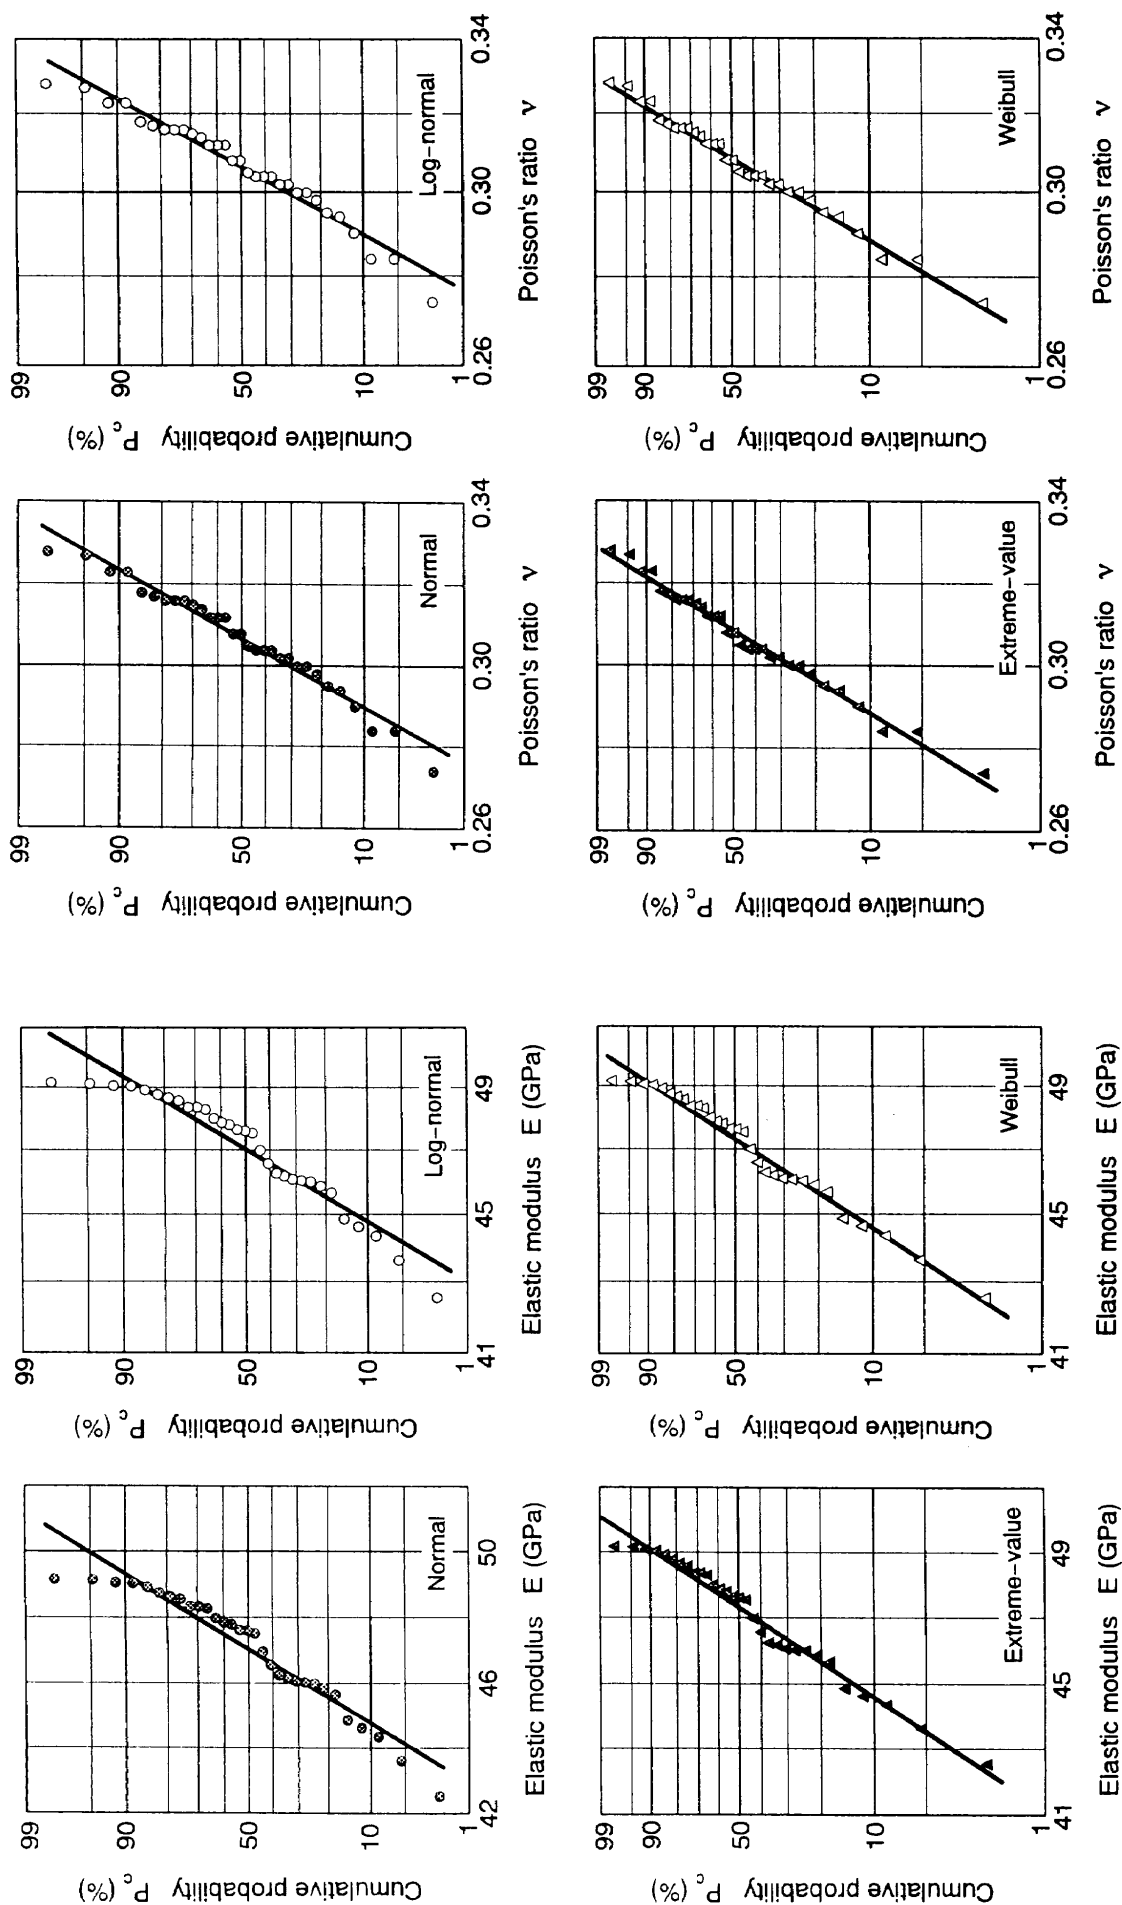 Cumulative probability P_c (%)
99
90
50
10
1
42
46
50
Normal
Elastic modulus E (GPa)
Cumulative probability P_c (%)
99
90
50
10
1
41
45
49
Log-normal
Elastic modulus E (GPa)
Cumulative probability P_c (%)
99
90
50
10
1
0.26
0.30
0.34
Normal
Poisson's ratio ν
Cumulative probability P_c (%)
99
90
50
10
1
0.26
0.30
0.34
Log-normal
Poisson's ratio ν
Cumulative probability P_c (%)
99
90
50
10
1
41
45
49
Extreme-value
Elastic modulus E (GPa)
Cumulative probability P_c (%)
99
90
50
10
1
41
45
49
Weibull
Elastic modulus E (GPa)
Cumulative probability P_c (%)
99
90
50
10
1
0.26
0.30
0.34
Extreme-value
Poisson's ratio ν
Cumulative probability P_c (%)
99
90
50
10
1
0.26
0.30
0.34
Weibull
Poisson's ratio ν